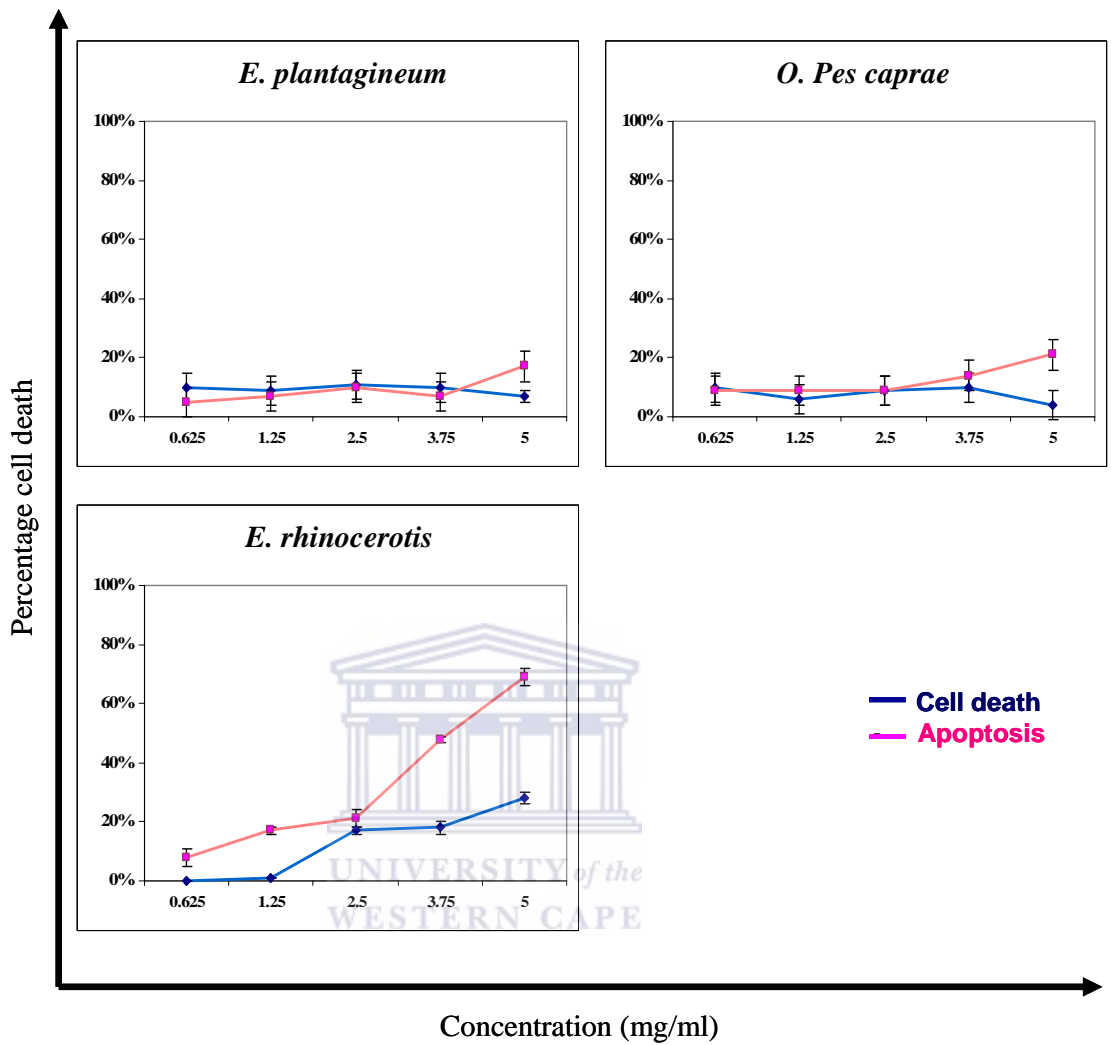 E. plantagineum
100%
80%
60%
40%
20%
0%
0.625 1.25 2.5 3.75 5
O. Pes caprae
100%
80%
60%
40%
20%
0%
0.625 1.25 2.5 3.75 5
Percentage cell death
E. rhinocerotis
100%
80%
60%
40%
20%
0%
0.625 1.25 2.5 3.75 5
UNIVERSITY of the
WESTERN CAPE
Cell death
Apoptosis
Concentration (mg/ml)